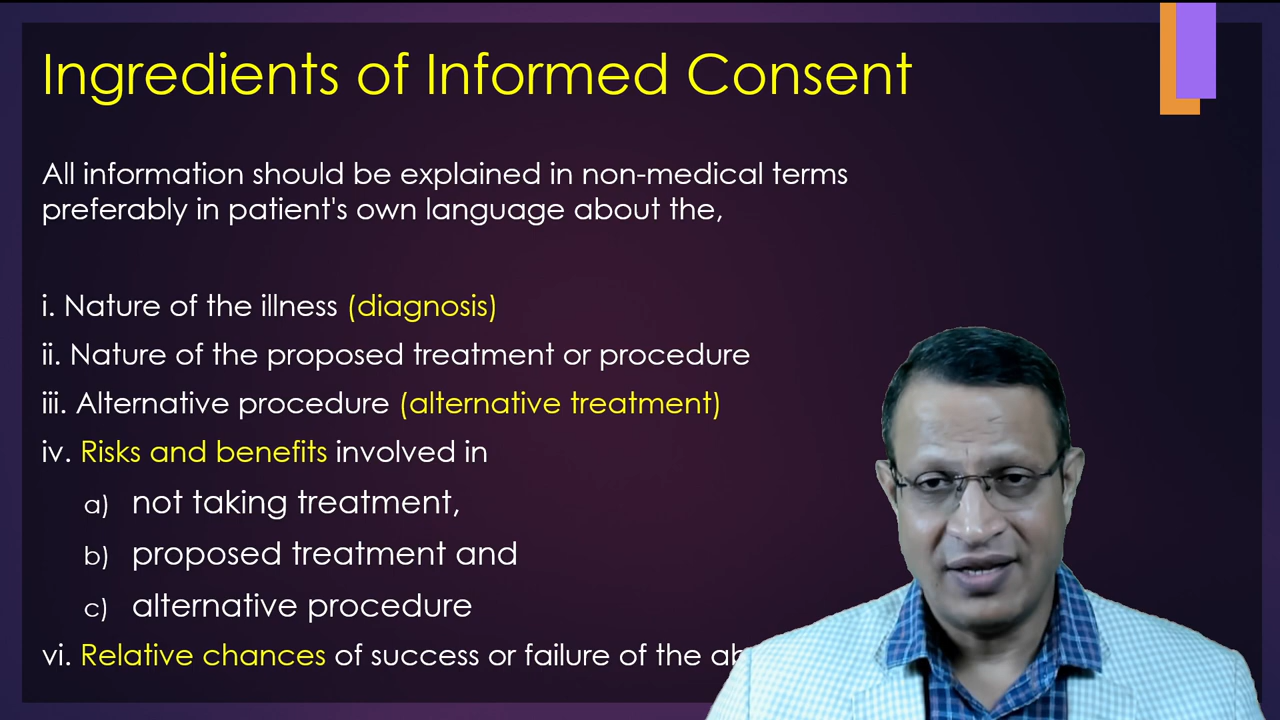 Ingredients of Informed Consent
All information should be explained in non-medical terms
preferably in patient's own language about the,
i. Nature of the illness (diagnosis)
ii. Nature of the proposed treatment or procedure
iii. Alternative procedure (alternative treatment)
iv. Risks and benefits involved in
a) not taking treatment,
b) proposed treatment and
c) alternative procedure
vi. Relative chances of success or failure of the